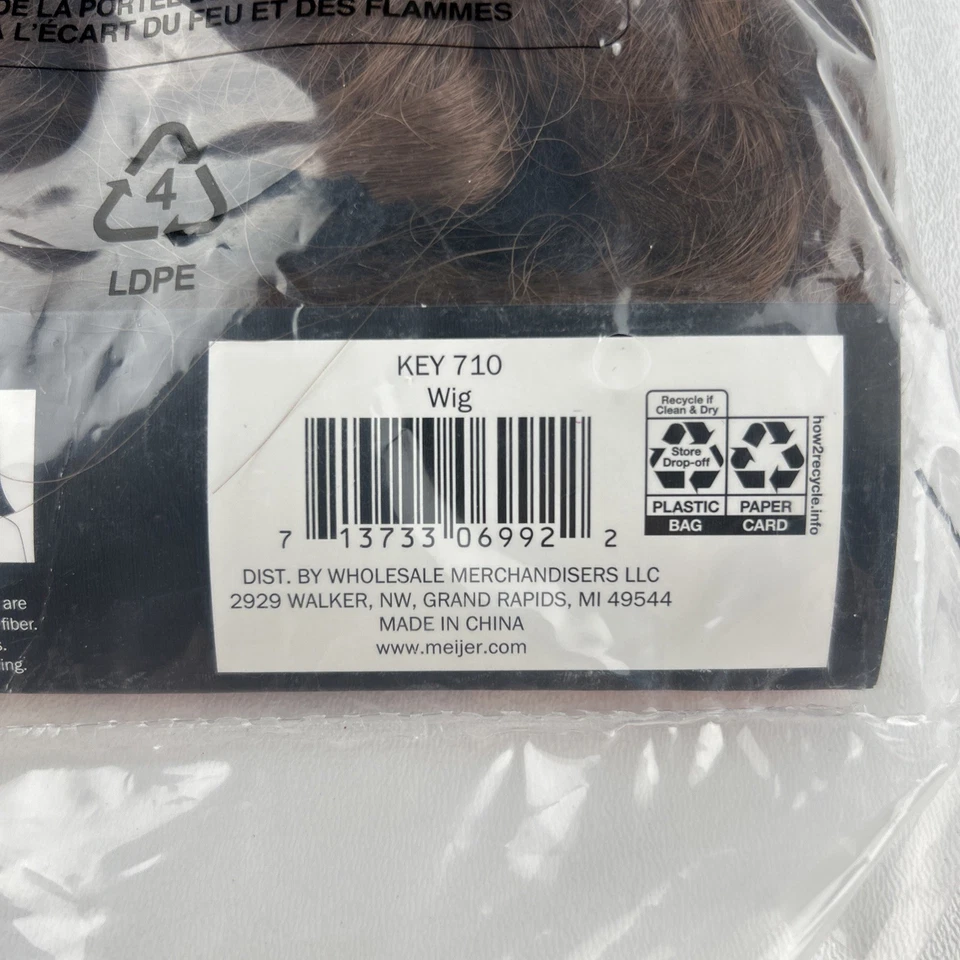 DE LA PORTÉE
À L'ÉCART DU FEU ET DES FLAMMES
4
LDPE
KEY 710
Wig
7 13733 06992 2
DIST. BY WHOLESALE MERCHANDISERS LLC
2929 WALKER, NW, GRAND RAPIDS, MI 49544
MADE IN CHINA
www.meijer.com
Recycle if
Clean & Dry
Store
Drop-off
PLASTIC
BAG
PAPER
CARD
how2recycle.info
are
fiber.
ing.